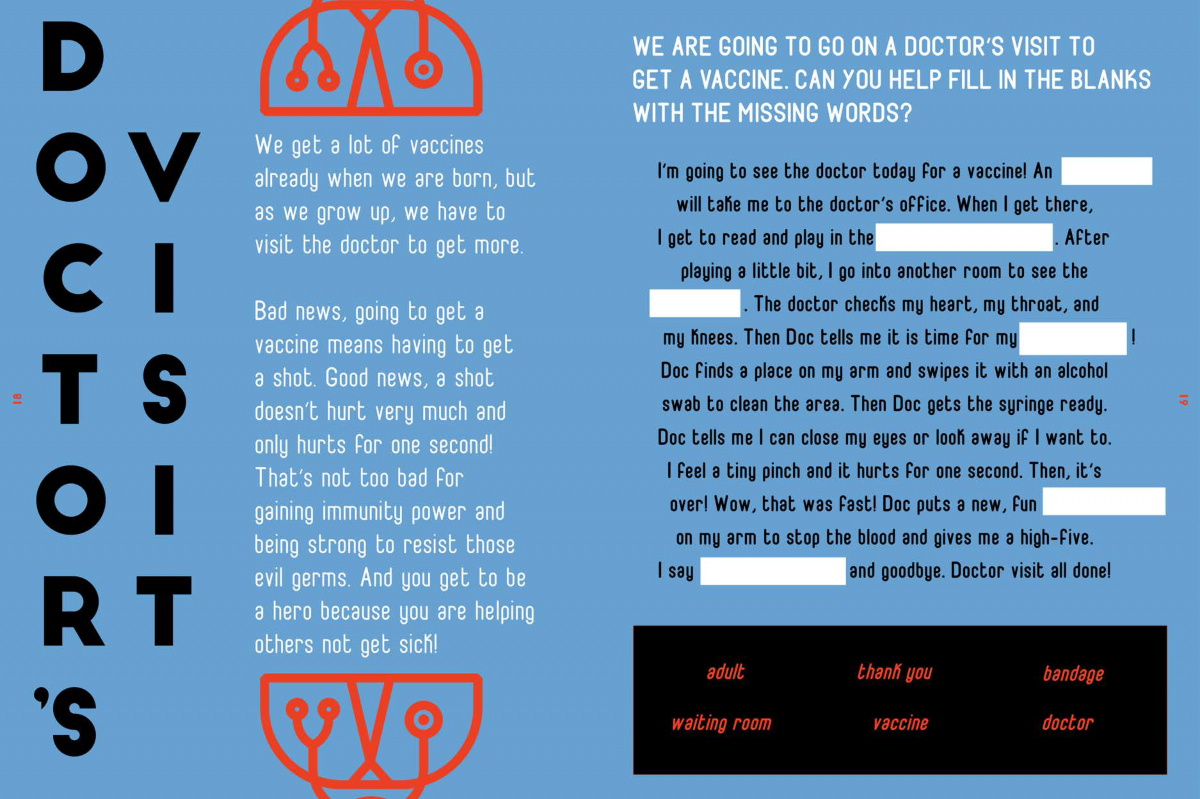 DOCTOR'S
VISIT
We get a lot of vaccines
already when we are born, but
as we grow up, we have to
visit the doctor to get more.
Bad news, going to get a
vaccine means having to get
a shot. Good news, a shot
doesn't hurt very much and
only hurts for one second!
That's not too bad for
gaining immunity power and
being strong to resist those
evil germs. And you get to be
a hero because you are helping
others not get sick!
18
WE ARE GOING TO GO ON A DOCTOR'S VISIT TO
GET A VACCINE. CAN YOU HELP FILL IN THE BLANKS
WITH THE MISSING WORDS?
I'm going to see the doctor today for a vaccine! An
will take me to the doctor's office. When I get there,
I get to read and play in the . After
playing a little bit, I go into another room to see the
. The doctor checks my heart, my throat, and
my knees. Then Doc tells me it is time for my !
Doc finds a place on my arm and swipes it with an alcohol
swab to clean the area. Then Doc gets the syringe ready.
Doc tells me I can close my eyes or look away if I want to.
I feel a tiny pinch and it hurts for one second. Then, it's
over! Wow, that was fast! Doc puts a new, fun
on my arm to stop the blood and gives me a high-five.
I say and goodbye. Doctor visit all done!
adult thank you bandage
waiting room vaccine doctor
19